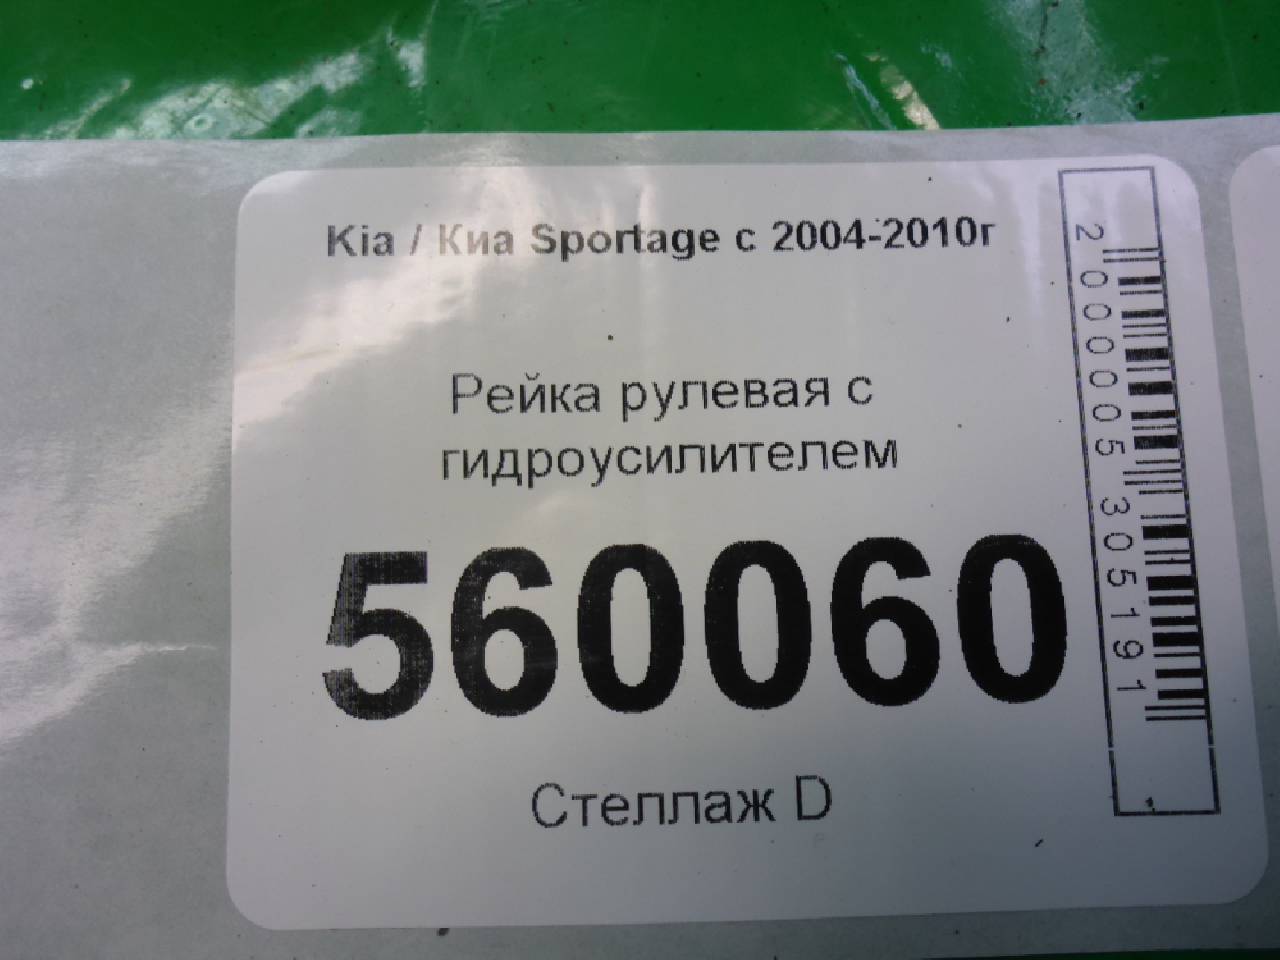 Kia / Киа Sportage с 2004-2010г
Рейка рулевая с
гидроусилителем
560060
Стеллаж D
2000005305191